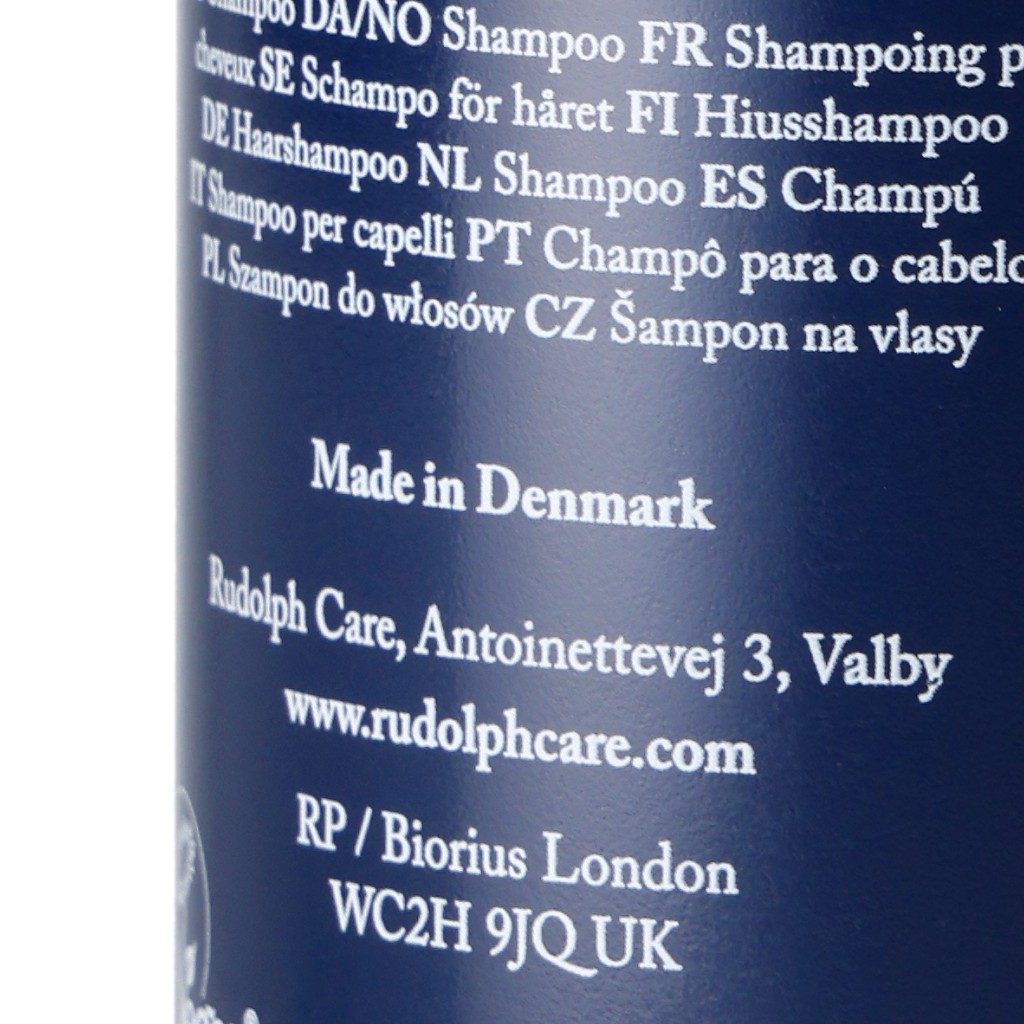 Shampoo DA/NO Shampoo FR Shampoing
cheveux SE Schampo för håret FI Hiusshampoo
DE Haarshampoo NL Shampoo ES Champú
IT Shampoo per capelli PT Champô para o cabelo
PL Szampon do włosów CZ Šampon na vlasy
Made in Denmark
Rudolph Care, Antoinettevej 3, Valby
www.rudolphcare.com
RP / Biorius London
WC2H 9JQ UK